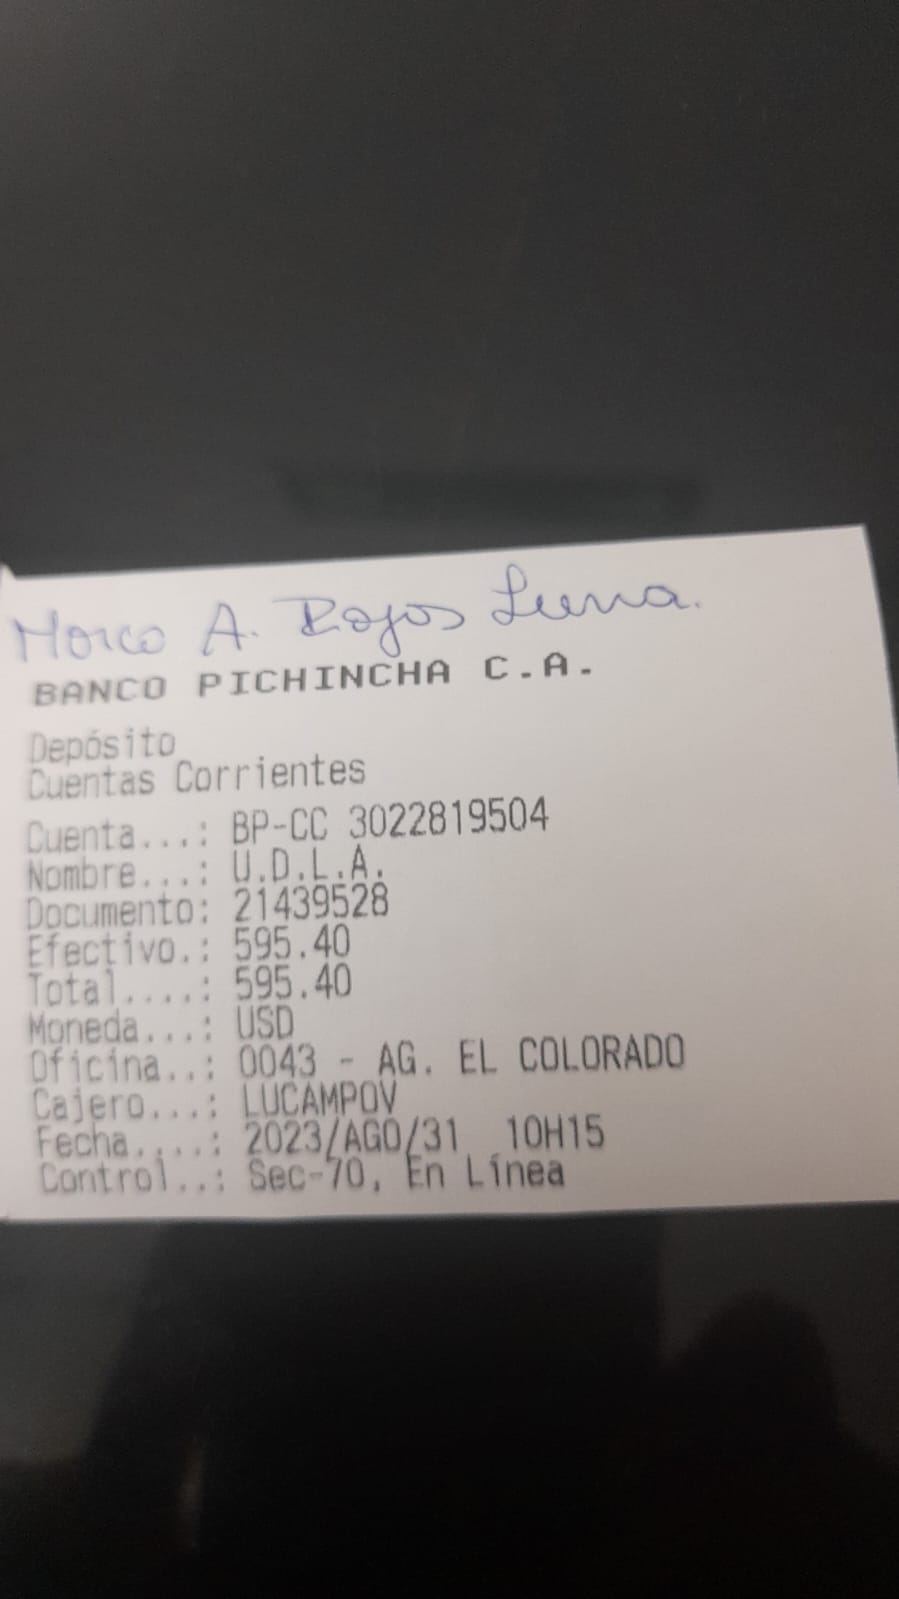 Marco A. Rojas Luna.
BANCO PICHINCHA C.A.
Depósito
Cuentas Corrientes
Cuenta...: BP-CC 3022819504
Nombre...: U.D.L.A.
Documento: 21439528
Efectivo.: 595.40
Total....: 595.40
Moneda...: USD
Oficina..: 0043 - AG. EL COLORADO
Cajero...: LUCAMPOV
Fecha....: 2023/AGO/31 10H15
Control..: Sec-70, En Línea